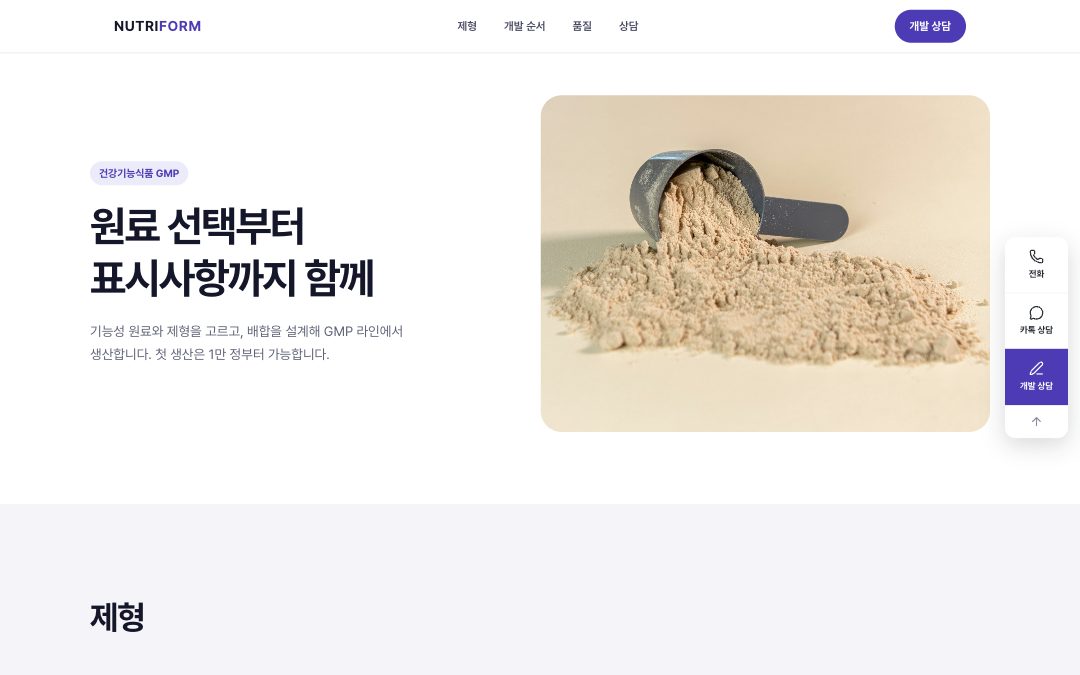 NUTRIFORM
제형
개발 순서
품질
상담
개발 상담
건강기능식품 GMP
원료 선택부터
표시사항까지 함께
기능성 원료와 제형을 고르고, 배합을 설계해 GMP 라인에서
생산합니다. 첫 생산은 1만 정부터 가능합니다.
전화
카톡 상담
개발 상담
제형